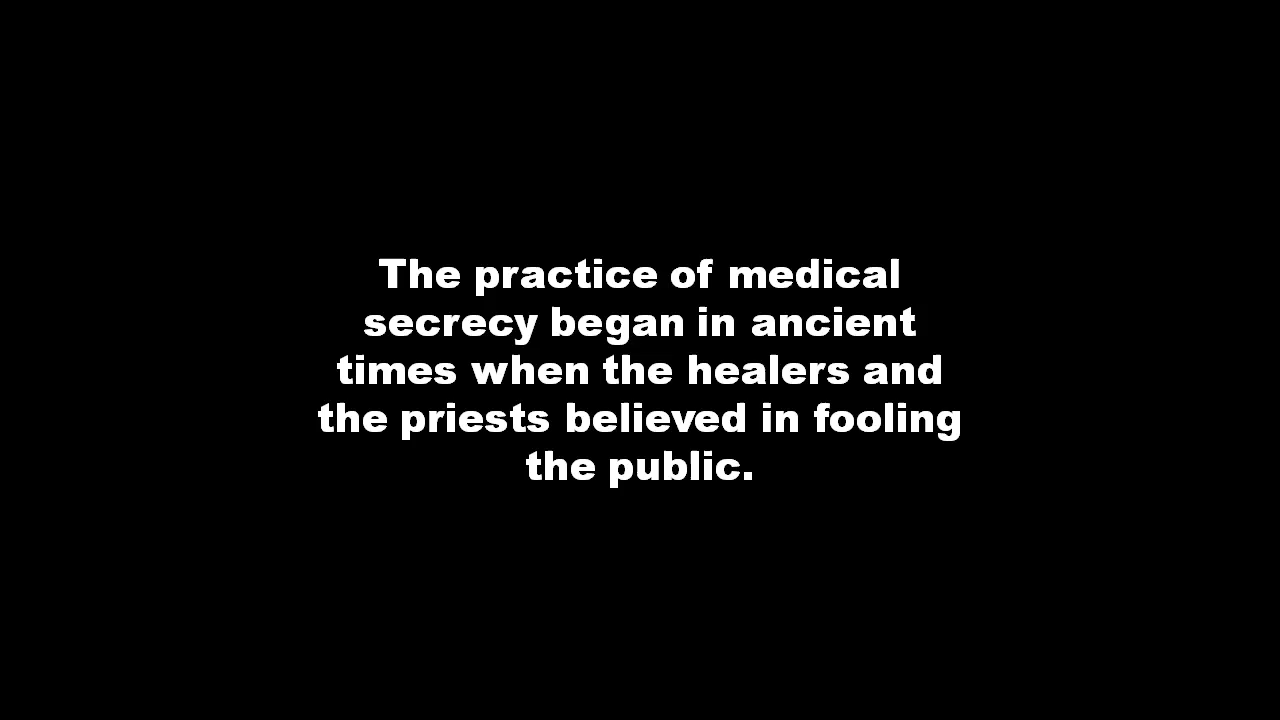 The practice of medical
secrecy began in ancient
times when the healers and
the priests believed in fooling
the public.